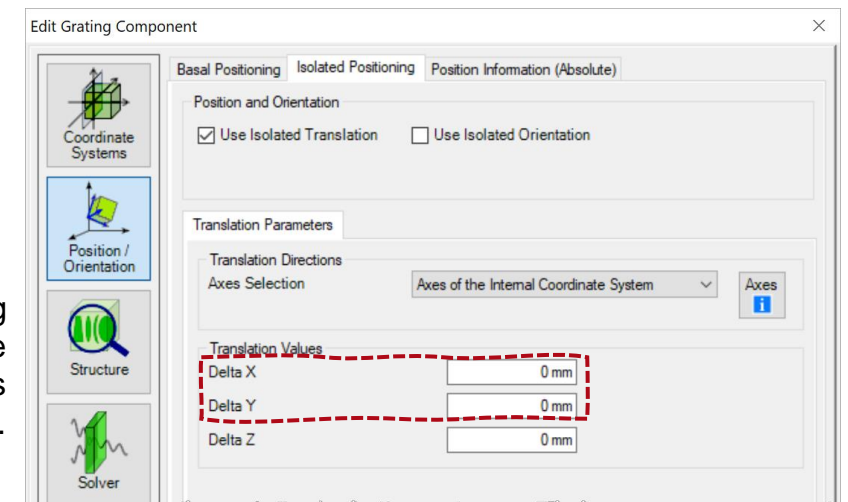 Edit Grating Component
Basal Positioning
Isolated Positioning
Position Information (Absolute)
Position and Orientation
Use Isolated Translation
Use Isolated Orientation
Coordinate
Systems
Position /
Orientation
Structure
Solver
Translation Parameters
Translation Directions
Axes Selection
Axes of the Internal Coordinate System
Axes
Translation Values
Delta X
0 mm
Delta Y
0 mm
Delta Z
0 mm